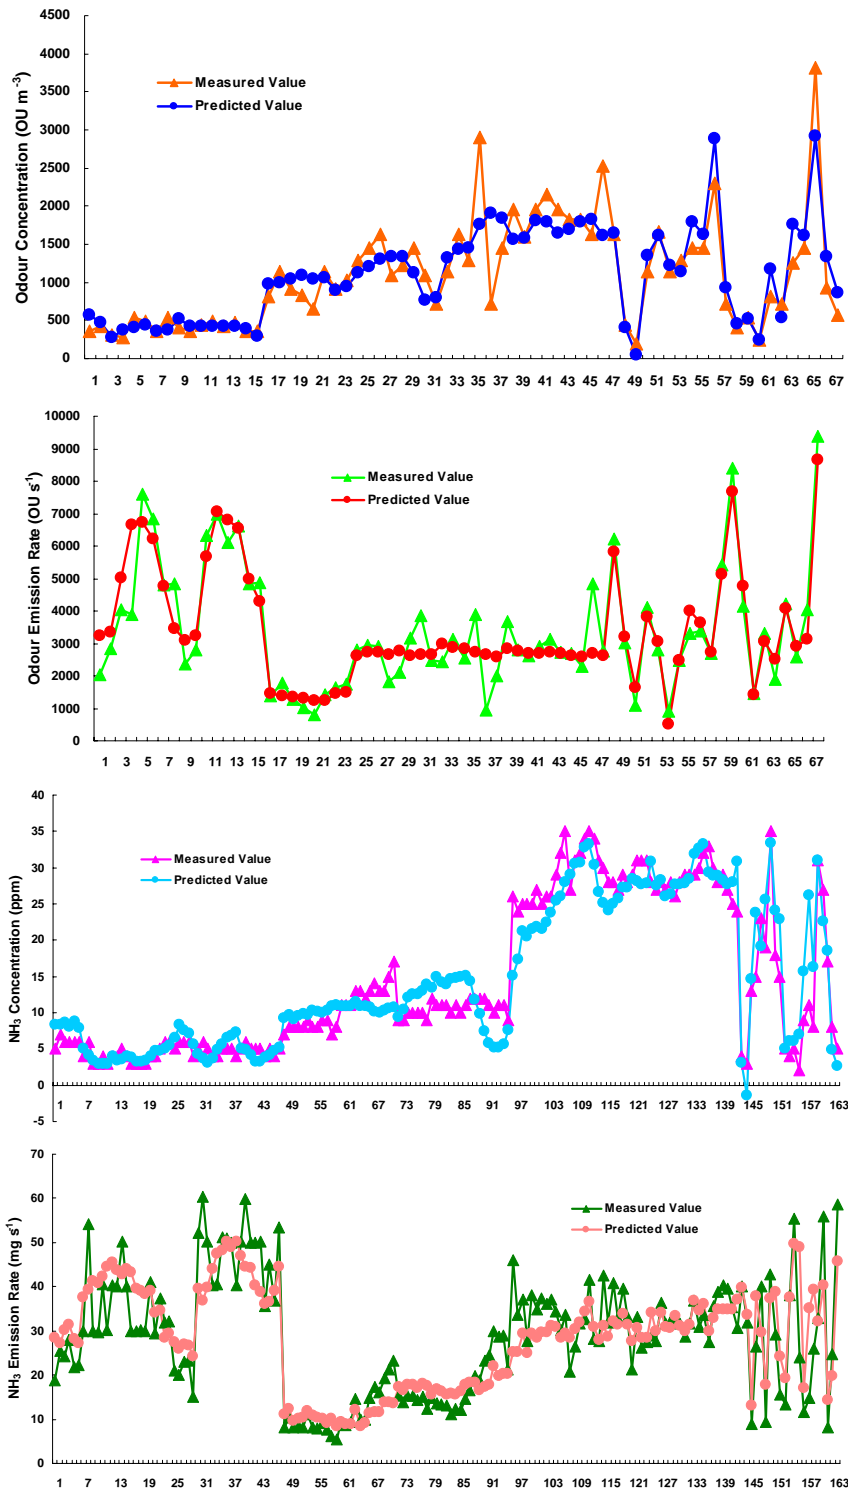 Odour Concentration (OU m⁻³)
4500
4000
3500
3000
2500
2000
1500
1000
500
0
Measured Value
Predicted Value
1 3 5 7 9 11 13 15 17 19 21 23 25 27 29 31 33 35 37 39 41 43 45 47 49 51 53 55 57 59 61 63 65 67
Odour Emission Rate (OU s⁻¹)
10000
9000
8000
7000
6000
5000
4000
3000
2000
1000
0
Measured Value
Predicted Value
1 3 5 7 9 11 13 15 17 19 21 23 25 27 29 31 33 35 37 39 41 43 45 47 49 51 53 55 57 59 61 63 65 67
NH₃ Concentration (ppm)
40
35
30
25
20
15
10
5
0
-5
Measured Value
Predicted Value
1 7 13 19 25 31 37 43 49 55 61 67 73 79 85 91 97 103 109 115 121 127 133 139 145 151 157 163
NH₃ Emission Rate (mg s⁻¹)
70
60
50
40
30
20
10
0
Measured Value
Predicted Value
1 7 13 19 25 31 37 43 49 55 61 67 73 79 85 91 97 103 109 115 121 127 133 139 145 151 157 163